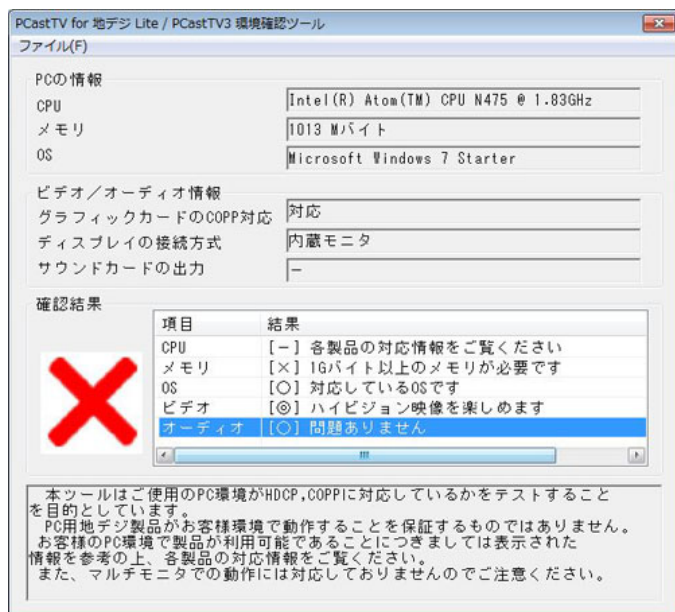 PCastTV for 地デジ Lite / PCastTV3 環境確認ツール
ファイル(F)
PCの情報
CPU
Intel(R) Atom(TM) CPU N475 @ 1.83GHz
メモリ
1013 Mバイト
OS
Microsoft Windows 7 Starter
ビデオ／オーディオ情報
グラフィックカードのCOPP対応
対応
ディスプレイの接続方式
内蔵モニタ
サウンドカードの出力
－
確認結果
項目 結果
CPU [－] 各製品の対応情報をご覧ください
メモリ [×] 1Gバイト以上のメモリが必要です
OS [○] 対応しているOSです
ビデオ [◎] ハイビジョン映像を楽しめます
オーディオ [○] 問題ありません
本ツールはご使用のPC環境がHDCP,COPPに対応しているかをテストすること
を目的としています。
PC用地デジ製品がお客様環境で動作することを保証するものではありません。
お客様のPC環境で製品が利用可能であることにつきましては表示された
情報を参考の上、各製品の対応情報をご覧ください。
また、マルチモニタでの動作には対応しておりませんのでご注意ください。